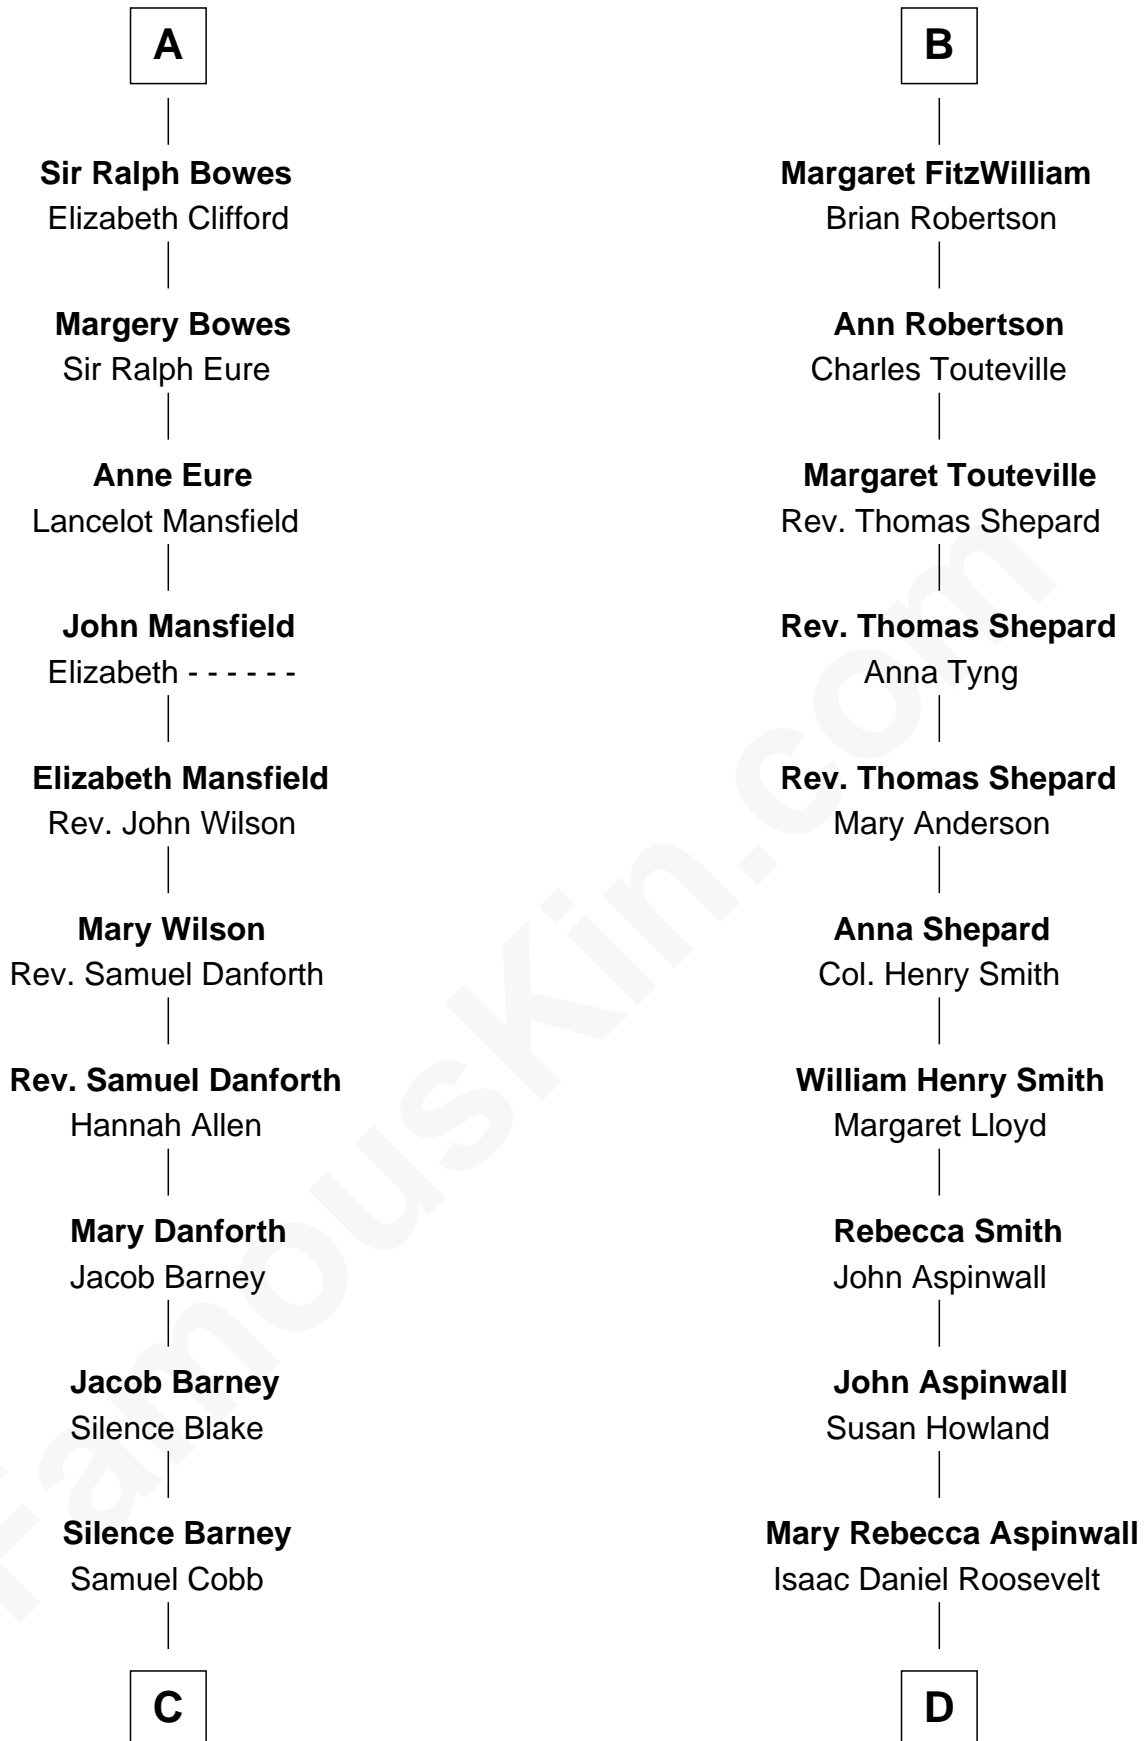 A
Sir Ralph Bowes
Elizabeth Clifford
Margery Bowes
Sir Ralph Eure
Anne Eure
Lancelot Mansfield
John Mansfield
Elizabeth - - - - - -
Elizabeth Mansfield
Rev. John Wilson
Mary Wilson
Rev. Samuel Danforth
Rev. Samuel Danforth
Hannah Allen
Mary Danforth
Jacob Barney
Jacob Barney
Silence Blake
Silence Barney
Samuel Cobb
C
B
Margaret FitzWilliam
Brian Robertson
Ann Robertson
Charles Touteville
Margaret Touteville
Rev. Thomas Shepard
Rev. Thomas Shepard
Anna Tyng
Rev. Thomas Shepard
Mary Anderson
Anna Shepard
Col. Henry Smith
William Henry Smith
Margaret Lloyd
Rebecca Smith
John Aspinwall
John Aspinwall
Susan Howland
Mary Rebecca Aspinwall
Isaac Daniel Roosevelt
D
FamousKin.com